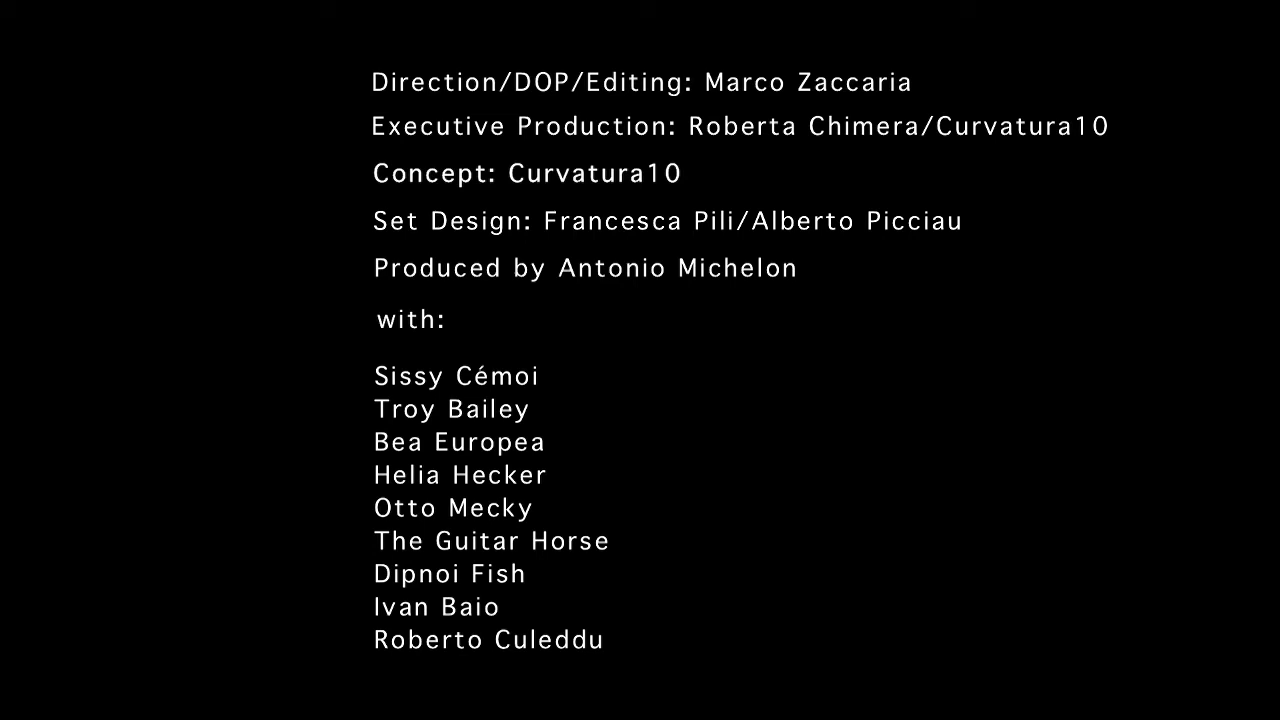 Direction/DOP/Editing: Marco Zaccaria
Executive Production: Roberta Chimera/Curvatura10
Concept: Curvatura10
Set Design: Francesca Pili/Alberto Picciau
Produced by Antonio Michelon
with:
Sissy Cémoi
Troy Bailey
Bea Europea
Helia Hecker
Otto Mecky
The Guitar Horse
Dipnoi Fish
Ivan Baio
Roberto Culeddu